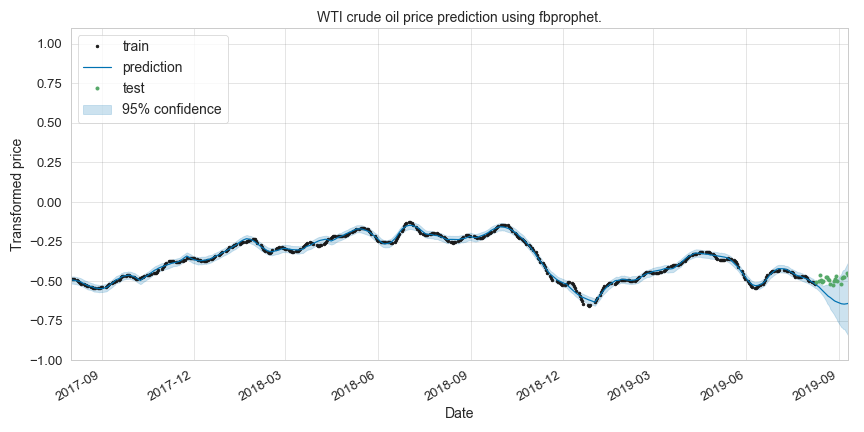 WTI crude oil price prediction using fbprophet.
train
prediction
test
95% confidence
1.00
0.75
0.50
0.25
0.00
−0.25
−0.50
−0.75
−1.00
Transformed price
2017-09
2017-12
2018-03
2018-06
2018-09
2018-12
2019-03
2019-06
2019-09
Date